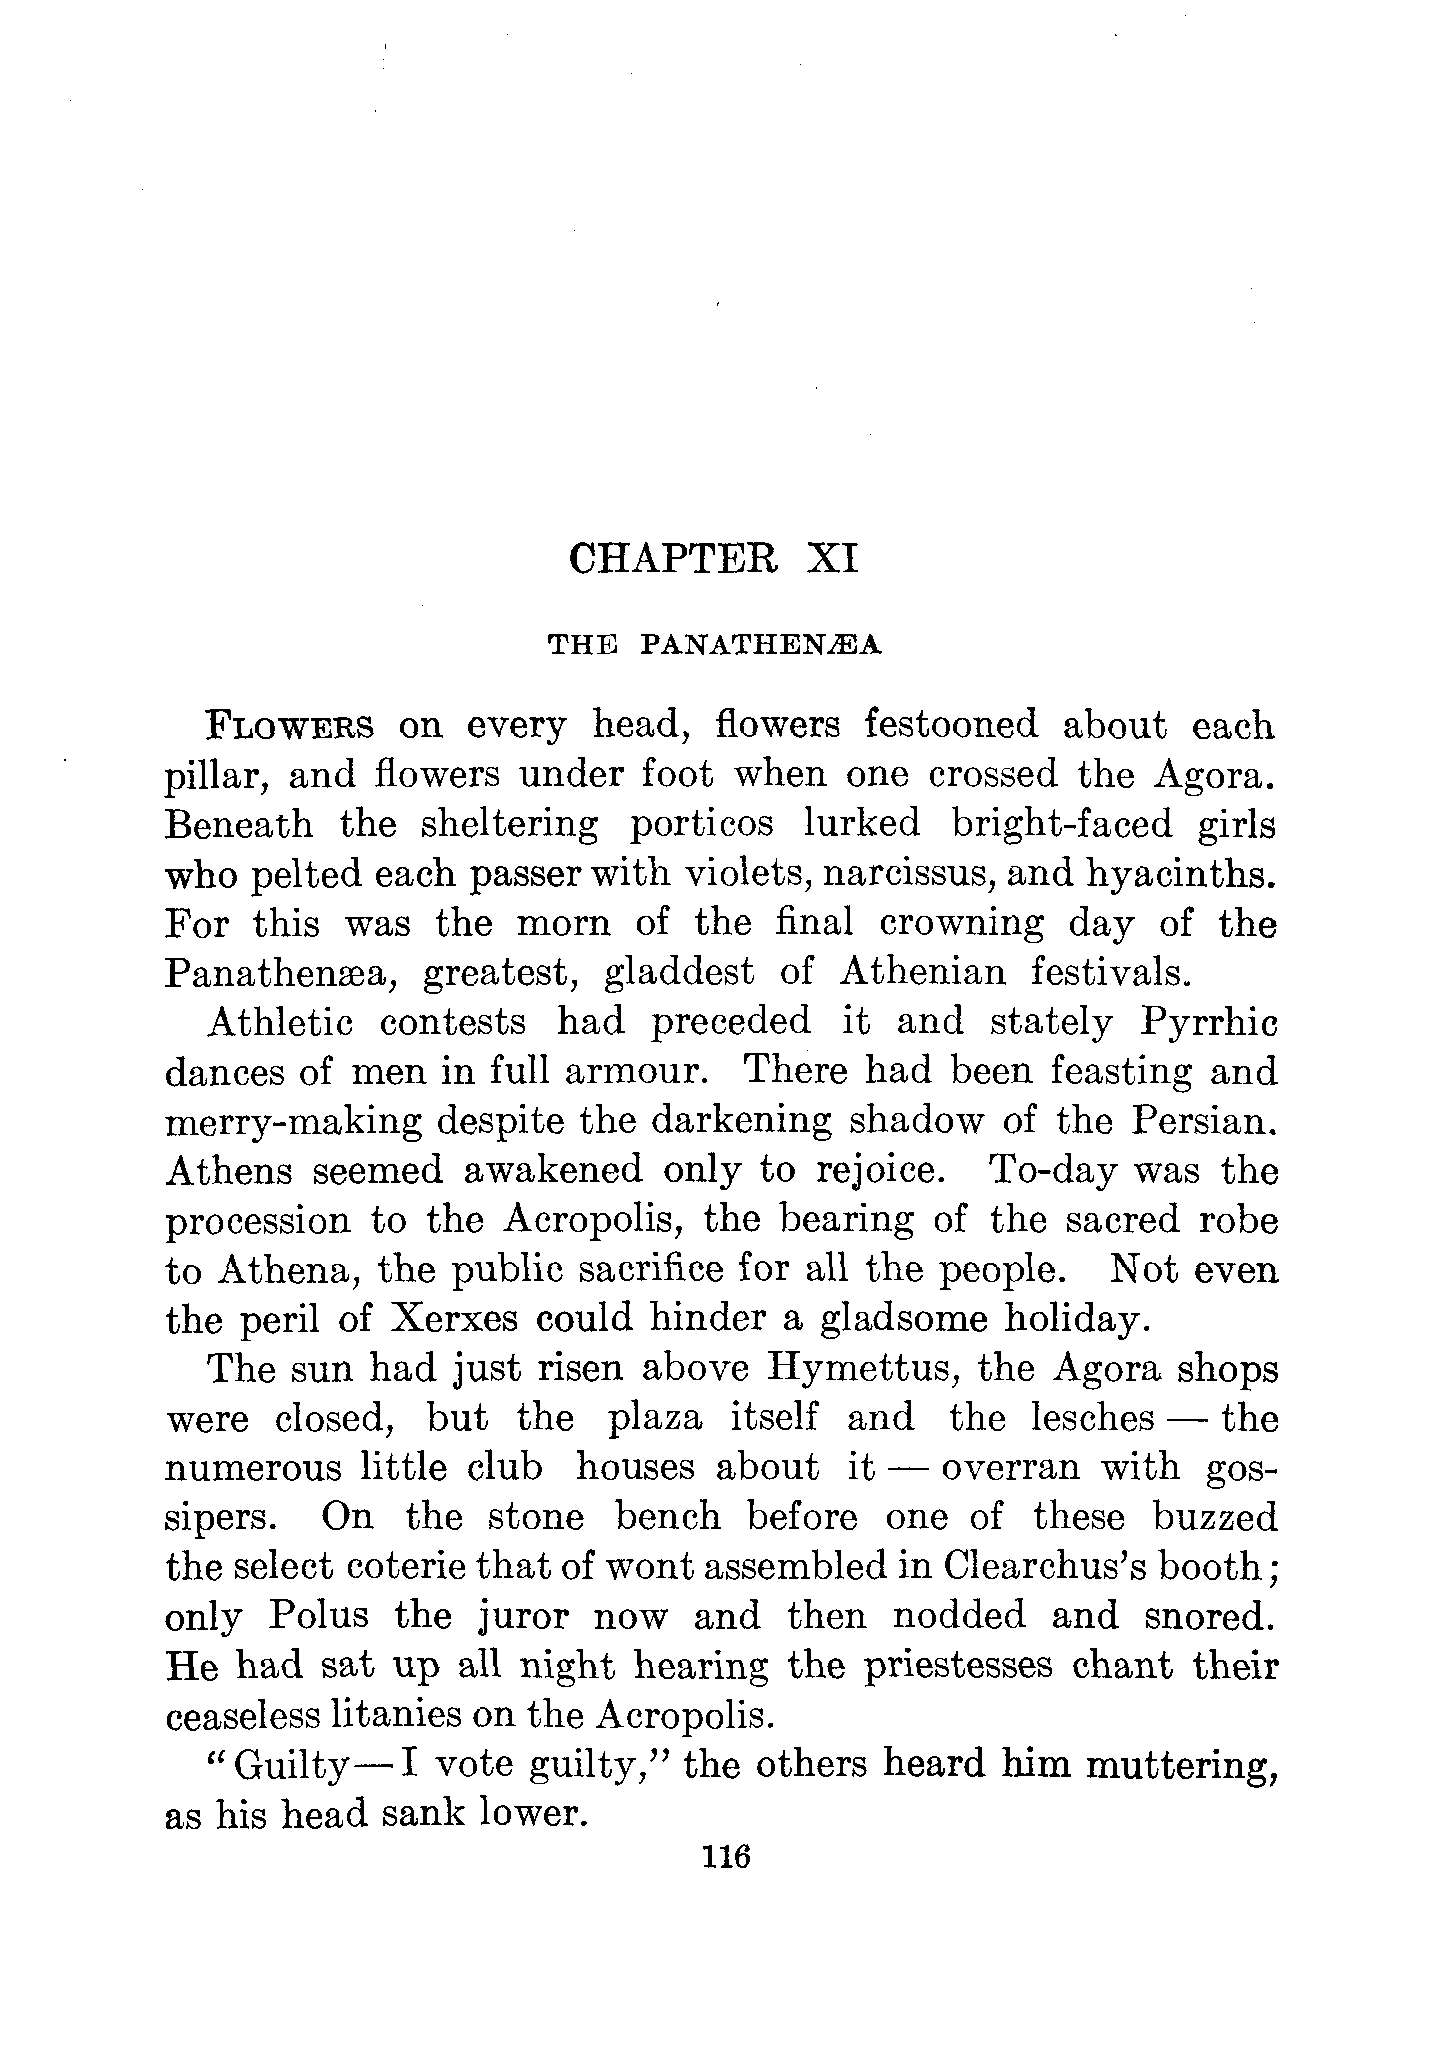 CHAPTER XI
THE PANATHENÆA
FLOWERS on every head, flowers festooned about each
pillar, and flowers under foot when one crossed the Agora.
Beneath the sheltering porticos lurked bright-faced girls
who pelted each passer with violets, narcissus, and hyacinths.
For this was the morn of the final crowning day of the
Panathenæa, greatest, gladdest of Athenian festivals.
Athletic contests had preceded it and stately Pyrrhic
dances of men in full armour. There had been feasting and
merry-making despite the darkening shadow of the Persian.
Athens seemed awakened only to rejoice. To-day was the
procession to the Acropolis, the bearing of the sacred robe
to Athena, the public sacrifice for all the people. Not even
the peril of Xerxes could hinder a gladsome holiday.
The sun had just risen above Hymettus, the Agora shops
were closed, but the plaza itself and the lesches — the
numerous little club houses about it — overran with gos-
sipers. On the stone bench before one of these buzzed
the select coterie that of wont assembled in Clearchus's booth;
only Polus the juror now and then nodded and snored.
He had sat up all night hearing the priestesses chant their
ceaseless litanies on the Acropolis.
"Guilty—I vote guilty," the others heard him muttering,
as his head sank lower.
116